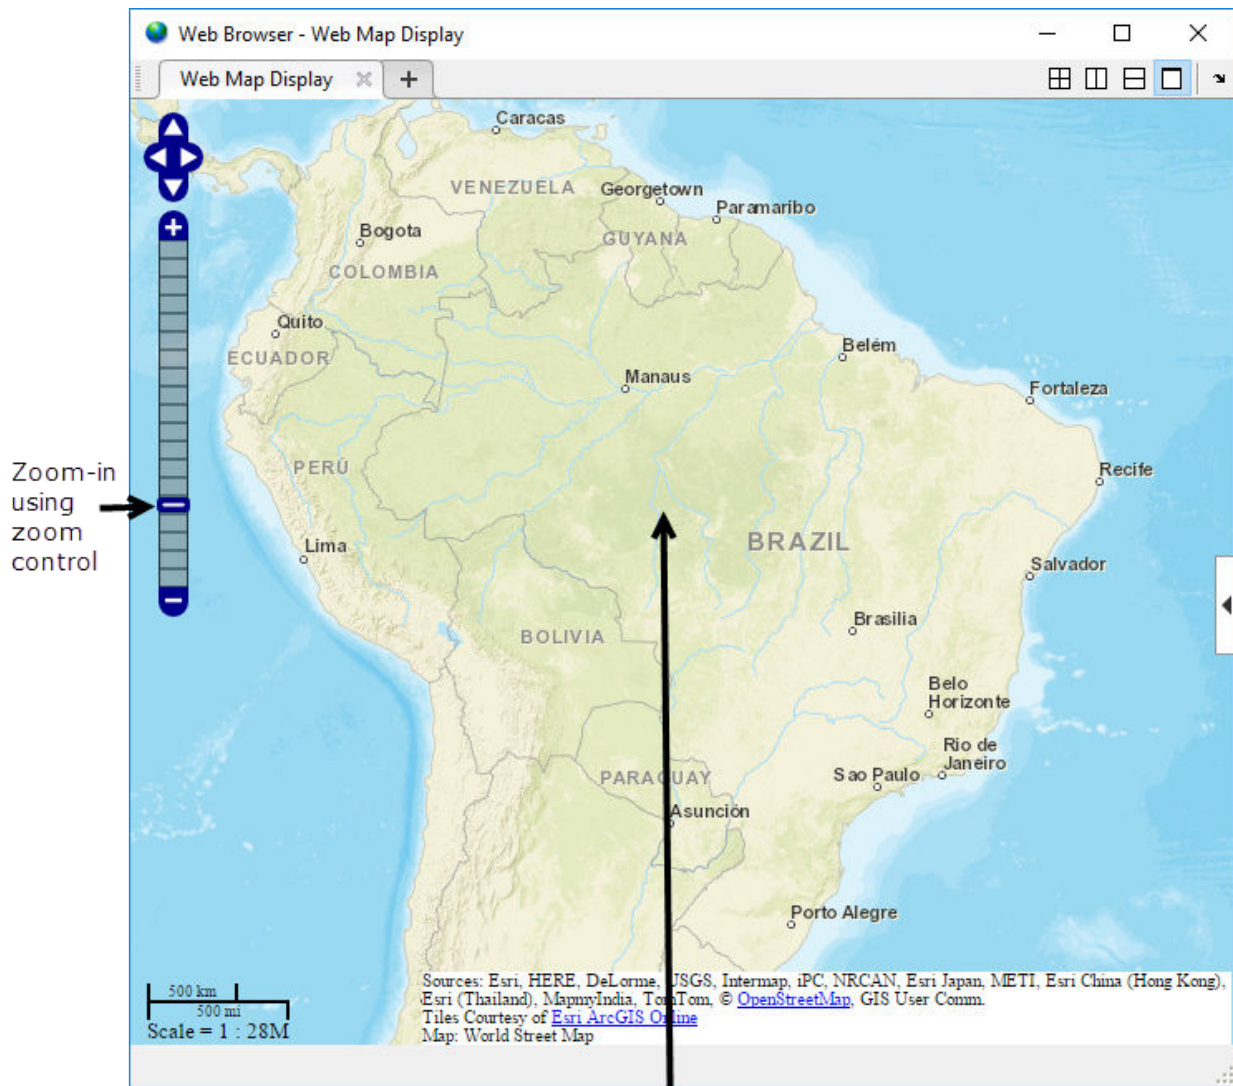 Web Browser - Web Map Display
Web Map Display
Caracas
VENEZUELA
Georgetown
Paramaribo
Bogota
GUYANA
COLOMBIA
Quito
ECUADOR
Belém
Manaus
Fortaleza
PERÚ
Recife
Zoom-in
using
zoom
control
Lima
BRAZIL
Salvador
Brasilia
BOLIVIA
Belo
Horizonte
Rio de
Janeiro
PARAGUAY
Sao Paulo
Asunción
Porto Alegre
500 km
500 mi
Scale = 1 : 28M
Sources: Esri, HERE, DeLorme, USGS, Intermap, iPC, NRCAN, Esri Japan, METI, Esri China (Hong Kong),
Esri (Thailand), MapmyIndia, TomTom, © OpenStreetMap, GIS User Comm.
Tiles Courtesy of Esri ArcGIS Online
Map: World Street Map